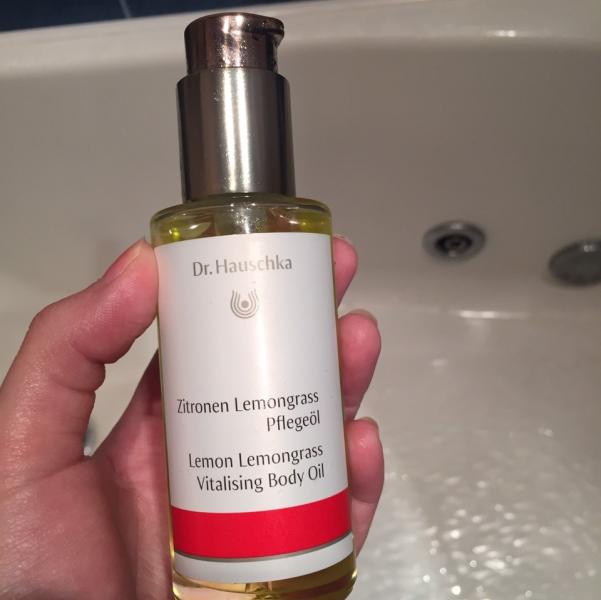 Dr. Hauschka
Zitronen Lemongrass
Pflegeöl
Lemon Lemongrass
Vitalising Body Oil